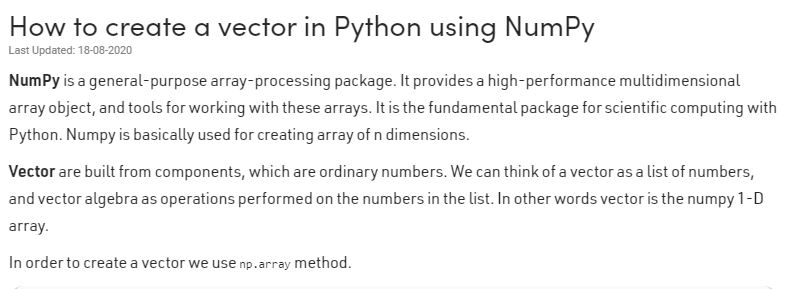 How to create a vector in Python using NumPy
Last Updated: 18-08-2020
NumPy is a general-purpose array-processing package. It provides a high-performance multidimensional
array object, and tools for working with these arrays. It is the fundamental package for scientific computing with
Python. Numpy is basically used for creating array of n dimensions.
Vector are built from components, which are ordinary numbers. We can think of a vector as a list of numbers,
and vector algebra as operations performed on the numbers in the list. In other words vector is the numpy 1-D
array.
In order to create a vector we use np.array method.